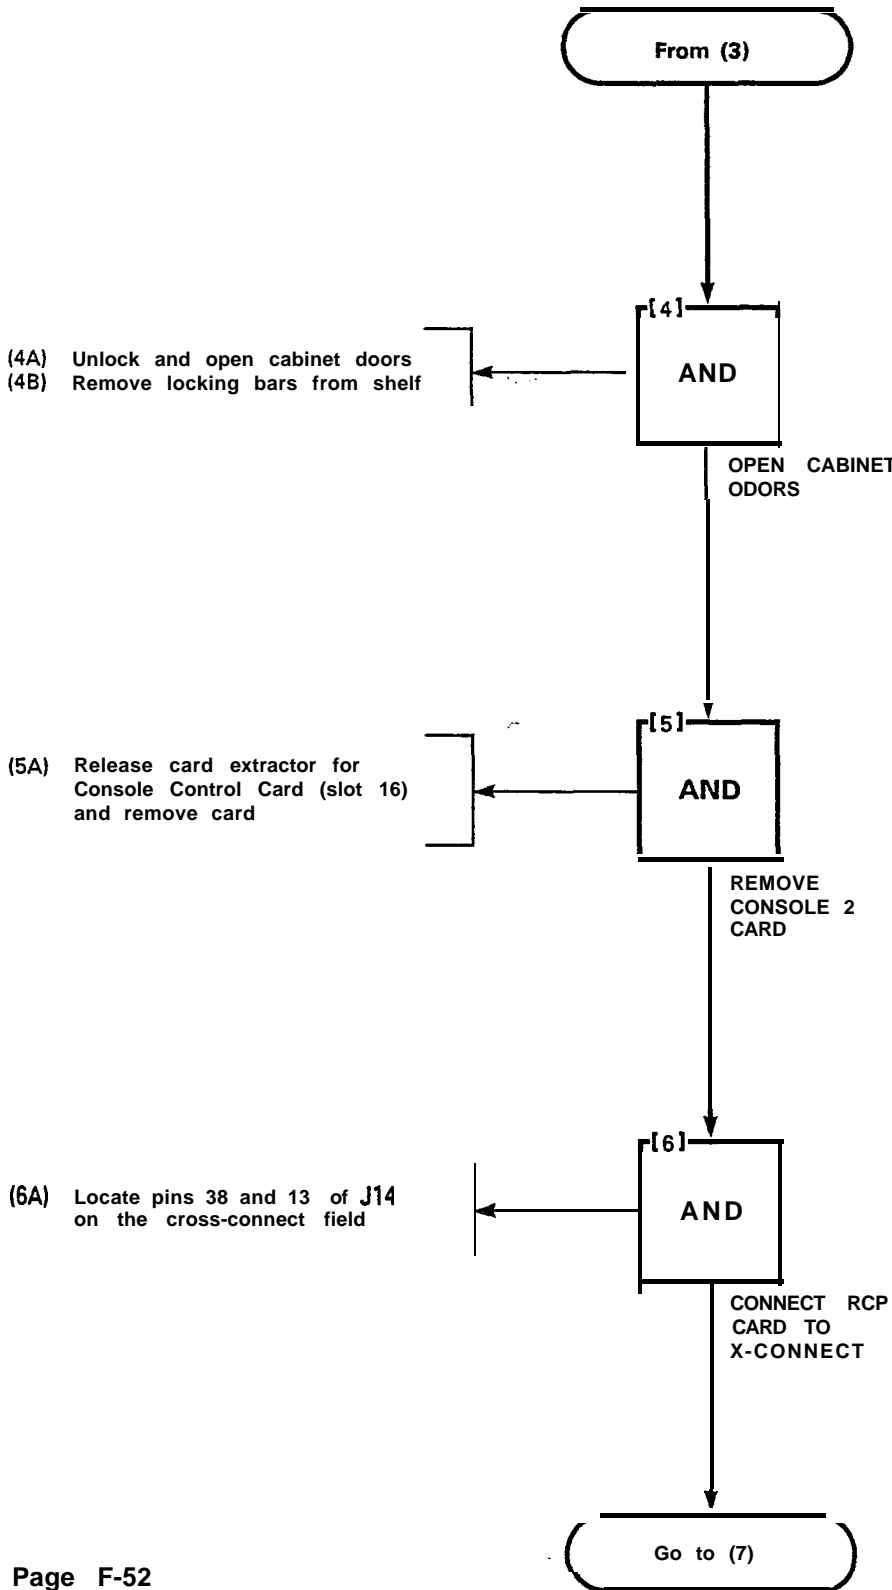 From (3)
[4]
(4A) Unlock and open cabinet doors
(4B) Remove locking bars from shelf
AND
OPEN CABINET
ODORS
[5]
(5A) Release card extractor for
Console Control Card (slot 16)
and remove card
AND
REMOVE
CONSOLE 2
CARD
[6]
(6A) Locate pins 38 and 13 of J14
on the cross-connect field
AND
CONNECT RCP
CARD TO
X-CONNECT
Go to (7)
Page F-52